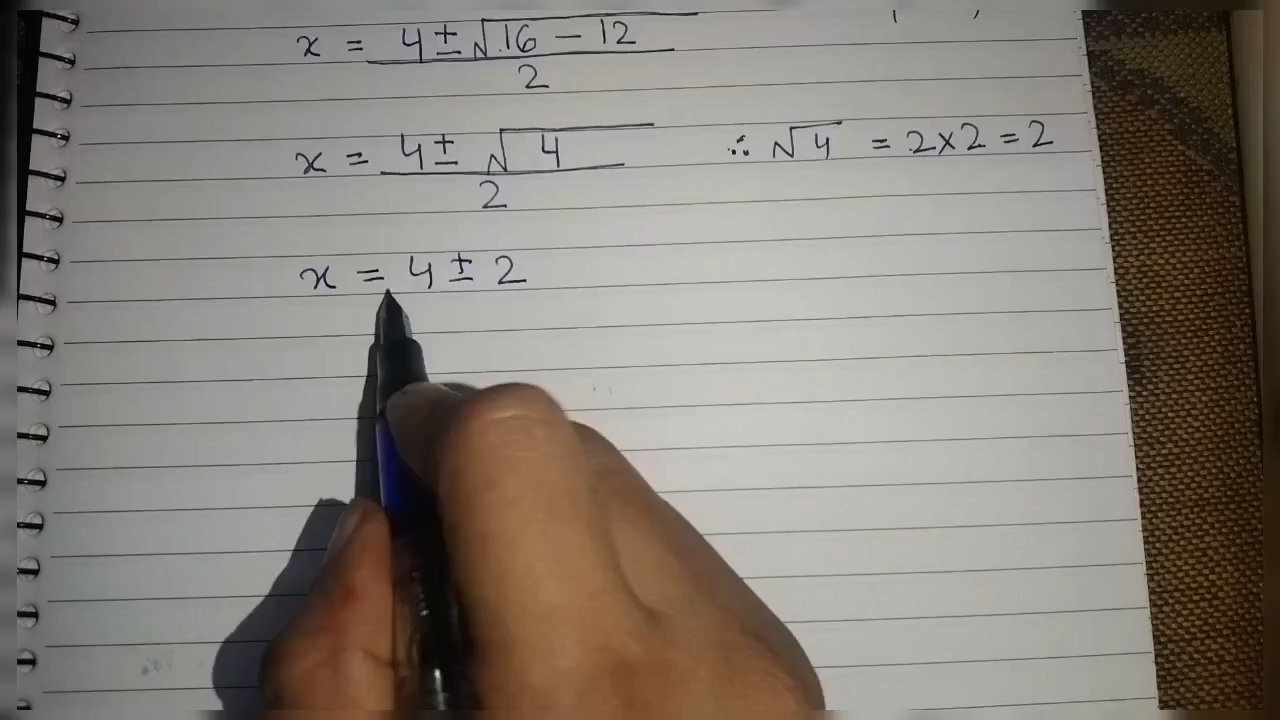 x = 4 ± √16 - 12
2
x = 4 ± √4 ∴ √4 = 2×2 = 2
2
x = 4 ± 2